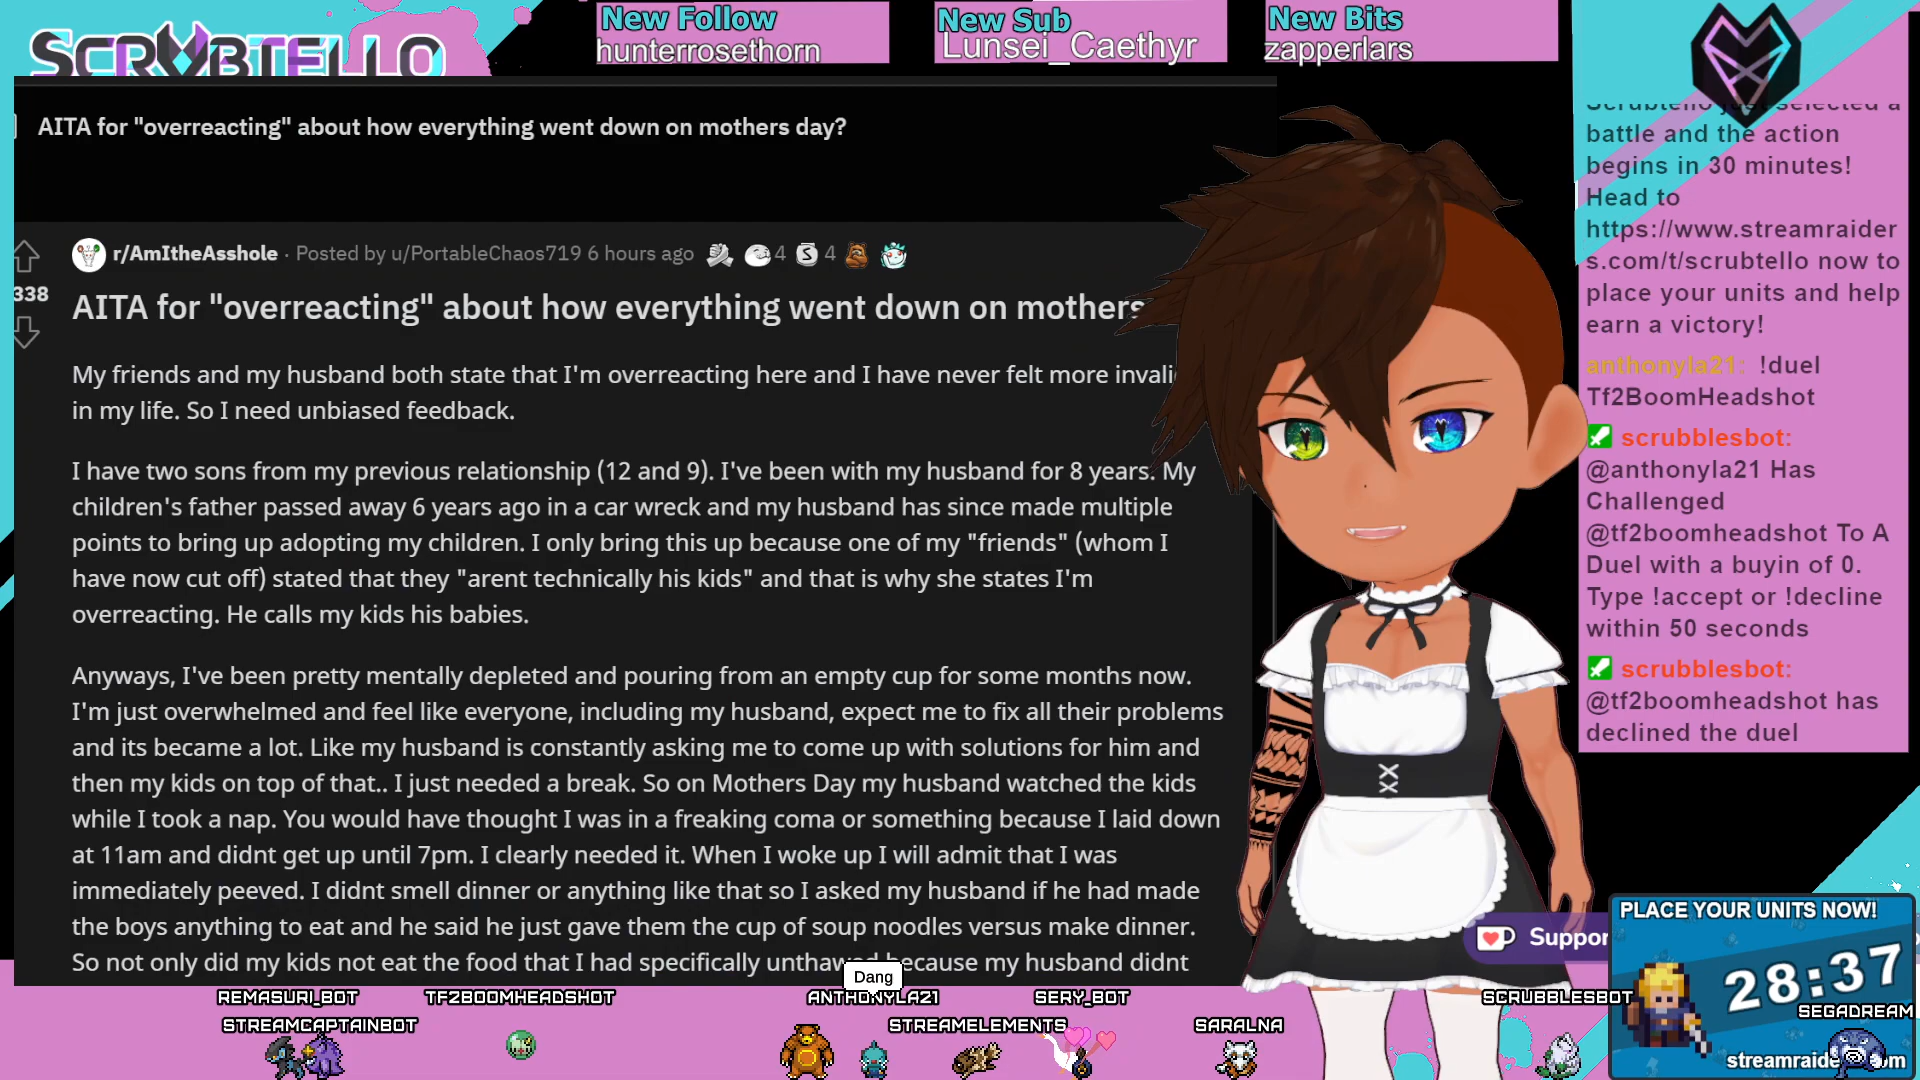 SCRUBTELLO
New Follow
hunterrosethorn
New Sub
Lunsei_Caethyr
New Bits
zapperlars
AITA for "overreacting" about how everything went down on mothers day?
r/AmItheAsshole · Posted by u/PortableChaos719 6 hours ago 4 4
338
AITA for "overreacting" about how everything went down on mothers
My friends and my husband both state that I'm overreacting here and I have never felt more
in my life. So I need unbiased feedback.
I have two sons from my previous relationship (12 and 9). I've been with my husband for 8 years. My
children's father passed away 6 years ago in a car wreck and my husband has since made multiple
points to bring up adopting my children. I only bring this up because one of my "friends" (whom I
have now cut off) stated that they "arent technically his kids" and that is why she states I'm
overreacting. He calls my kids his babies.
Anyways, I've been pretty mentally depleted and pouring from an empty cup for some months now.
I'm just overwhelmed and feel like everyone, including my husband, expect me to fix all their problems
and its became a lot. Like my husband is constantly asking me to come up with solutions for him and
then my kids on top of that.. I just needed a break. So on Mothers Day my husband watched the kids
while I took a nap. You would have thought I was in a freaking coma or something because I laid down
at 11am and didnt get up until 7pm. I clearly needed it. When I woke up I will admit that I was
immediately peeved. I didnt smell dinner or anything like that so I asked my husband if he had made
the boys anything to eat and he said he just gave them the cup of soup noodles versus make dinner.
So not only did my kids not eat the food that I had specifically unthawed because my husband didnt
Scrubtello just selected a
battle and the action
begins in 30 minutes!
Head to
https://www.streamraider
s.com/t/scrubtello now to
place your units and help
earn a victory!
anthonyla21: !duel
Tf2BoomHeadshot
scrubblesbot:
@anthonyla21 Has
Challenged
@tf2boomheadshot To A
Duel with a buyin of 0.
Type !accept or !decline
within 50 seconds
scrubblesbot:
@tf2boomheadshot has
declined the duel
Suppor
PLACE YOUR UNITS NOW!
28:37
Dang
REMASURI_BOT
TF2BOOMHEADSHOT
ANTHONYLA21
SERY_BOT
SCRUBBLESBOT
STREAMCAPTAINBOT
STREAMELEMENTS
SARALNA
SEGADREAM
streamraide om